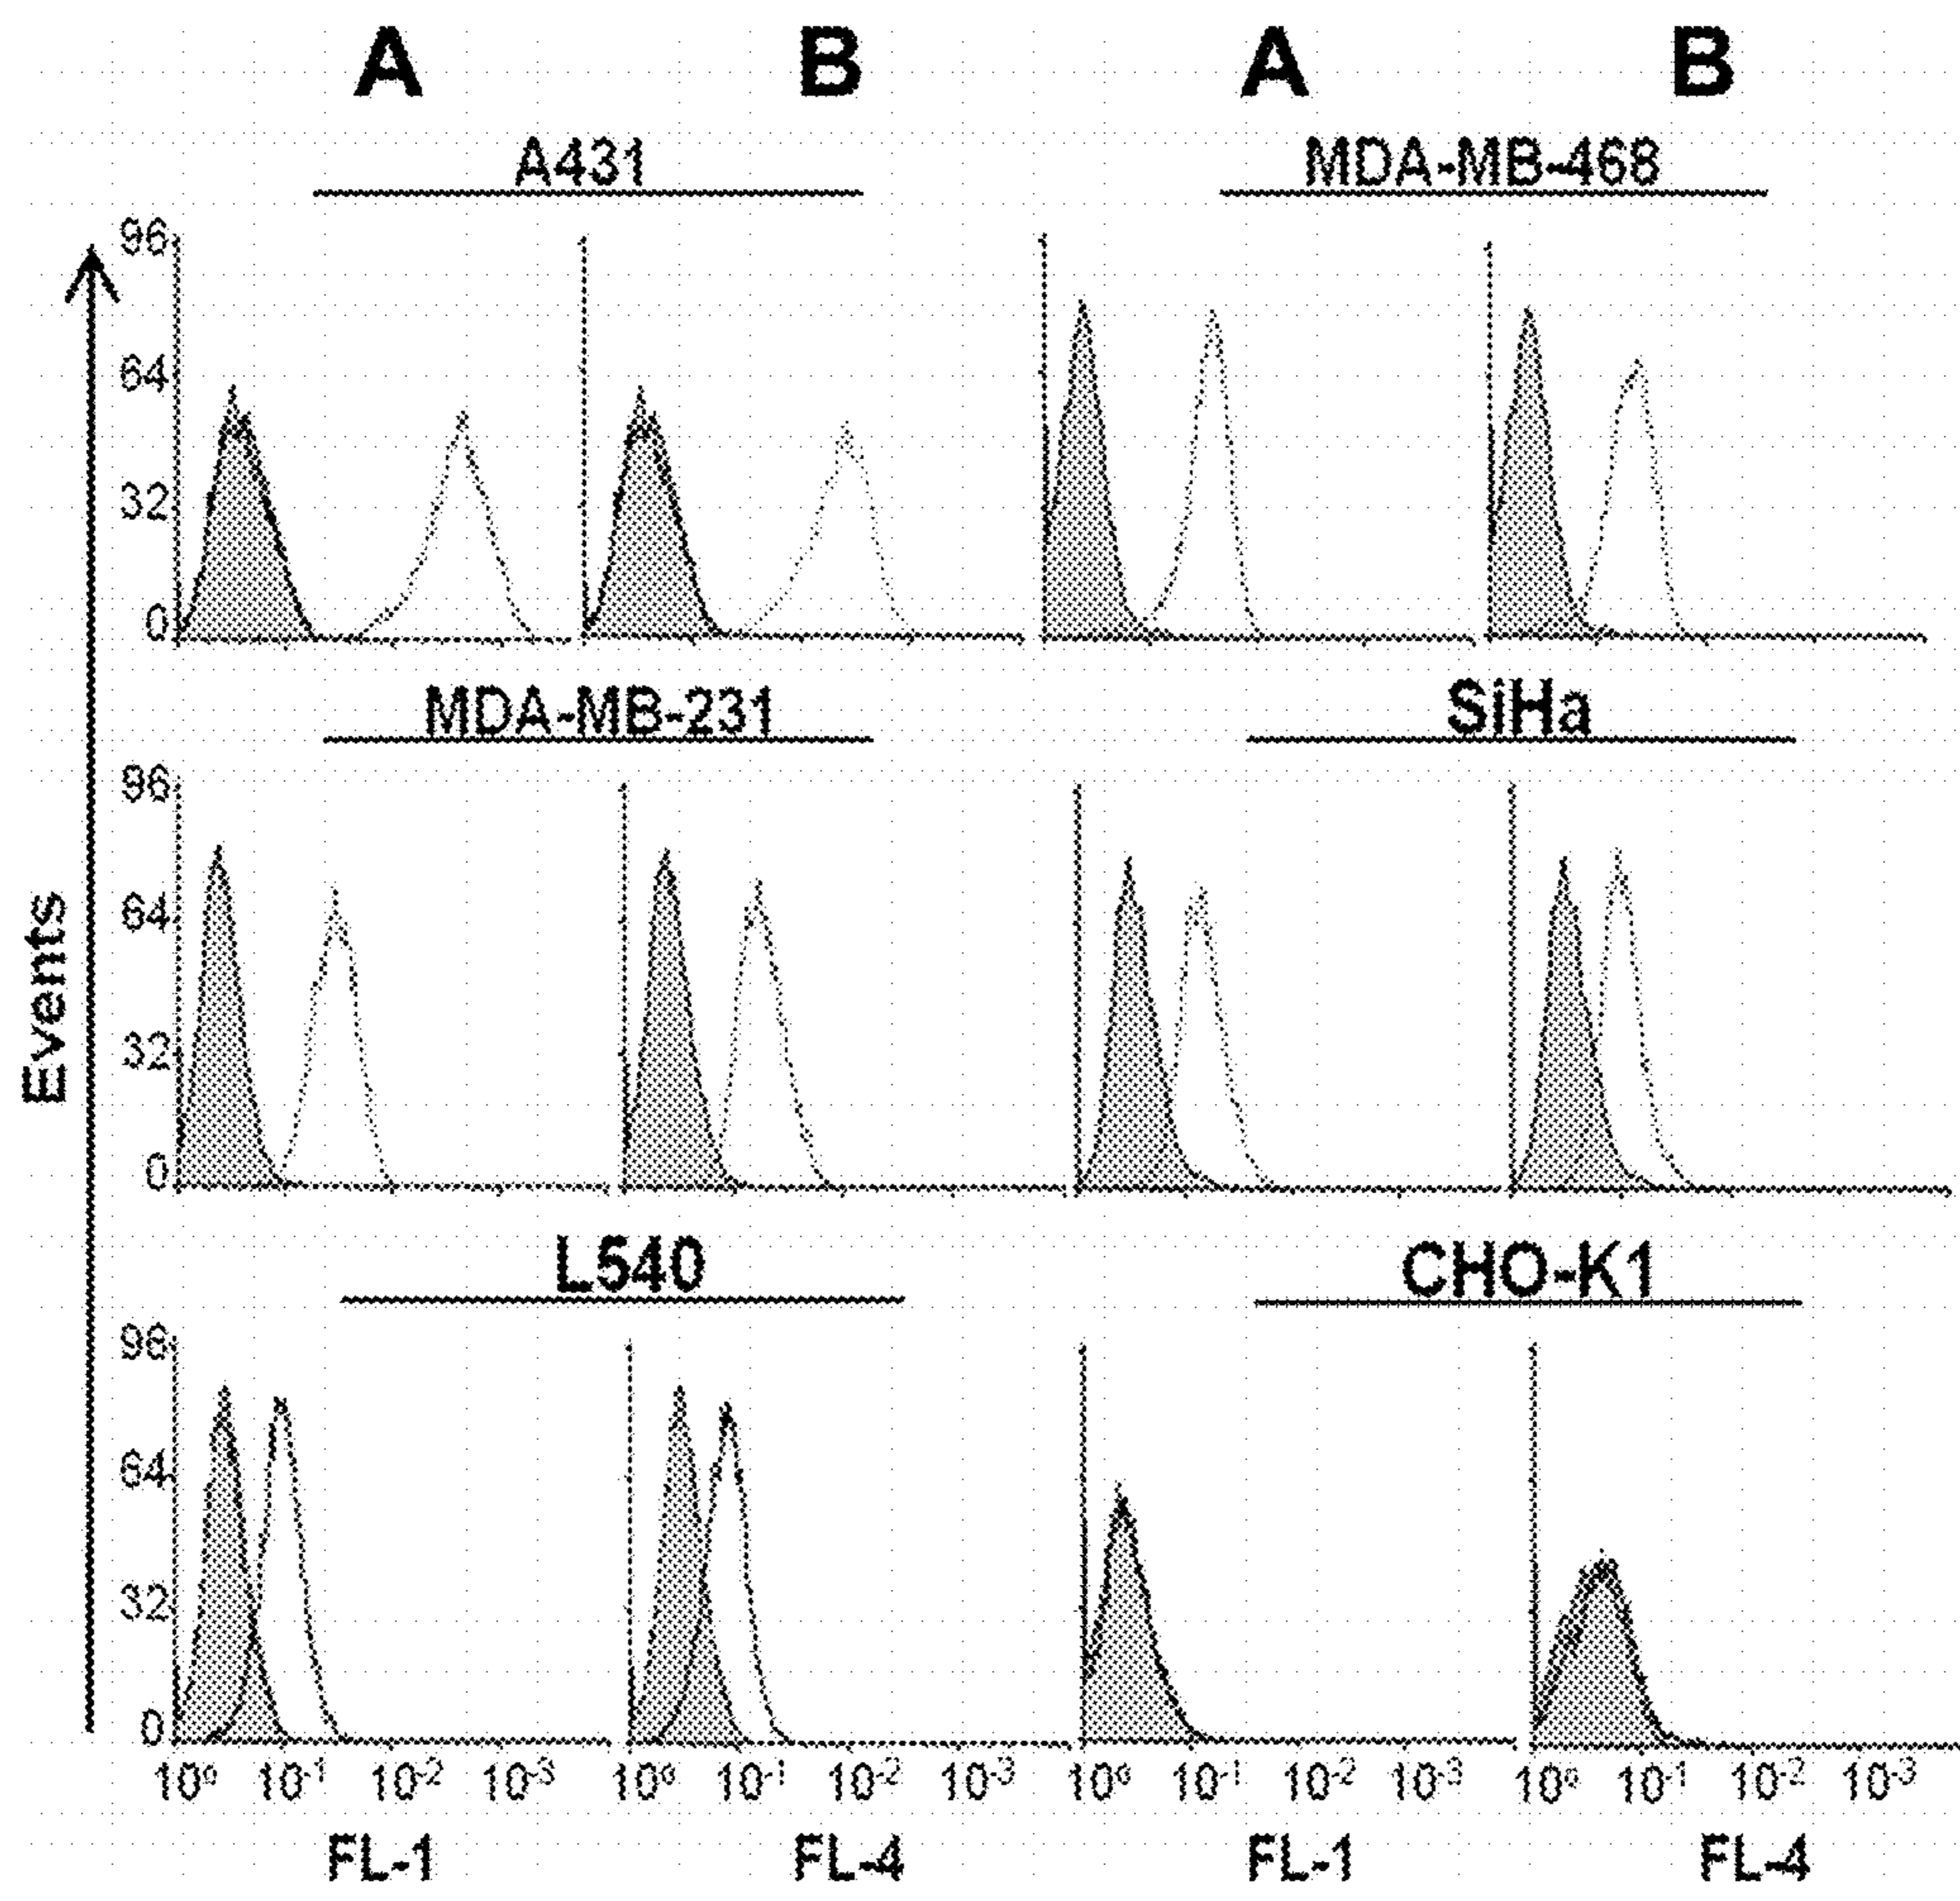 A B A B
A431 MDA-MB-468
96
64
32
0
MDA-MB-231 SiHa
96
64
32
0
Events
L540 CHO-K1
96
64
32
0
10⁰ 10⁻¹ 10⁻² 10⁻³ 10⁰ 10⁻¹ 10⁻² 10⁻³ 10⁰ 10⁻¹ 10⁻² 10⁻³ 10⁰ 10⁻¹ 10⁻² 10⁻³
FL-1 FL-4 FL-1 FL-4